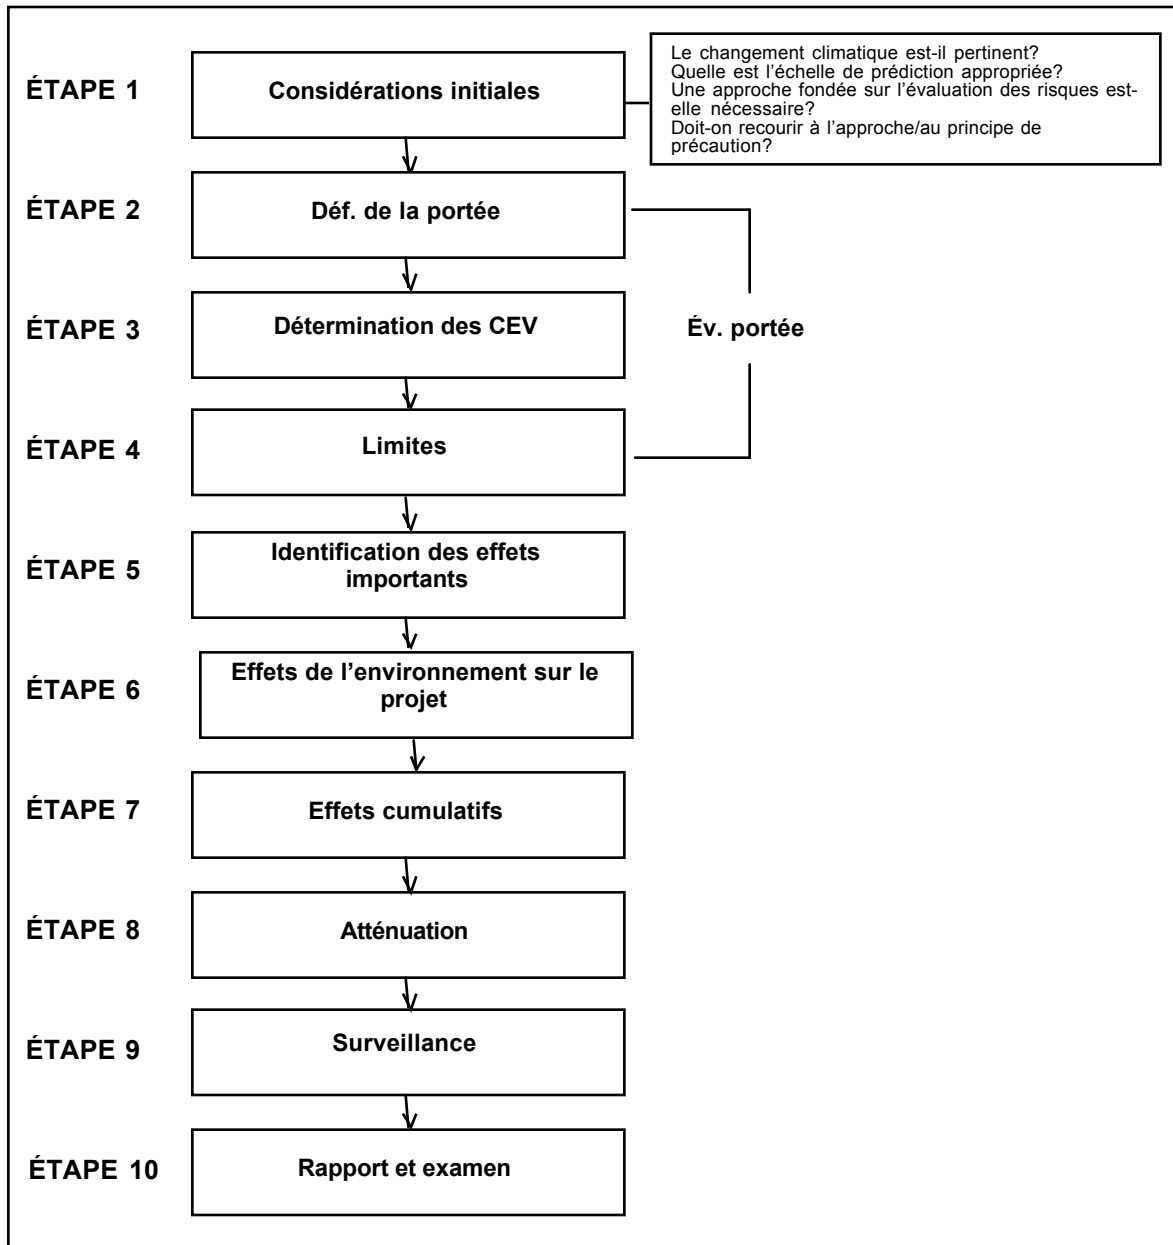 ÉTAPE 1
Considérations initiales
Le changement climatique est-il pertinent?
Quelle est l’échelle de prédiction appropriée?
Une approche fondée sur l’évaluation des risques est-
elle nécessaire?
Doit-on recourir à l’approche/au principe de
précaution?
ÉTAPE 2
Déf. de la portée
ÉTAPE 3
Détermination des CEV
Év. portée
ÉTAPE 4
Limites
ÉTAPE 5
Identification des effets
importants
ÉTAPE 6
Effets de l’environnement sur le
projet
ÉTAPE 7
Effets cumulatifs
ÉTAPE 8
Atténuation
ÉTAPE 9
Surveillance
ÉTAPE 10
Rapport et examen